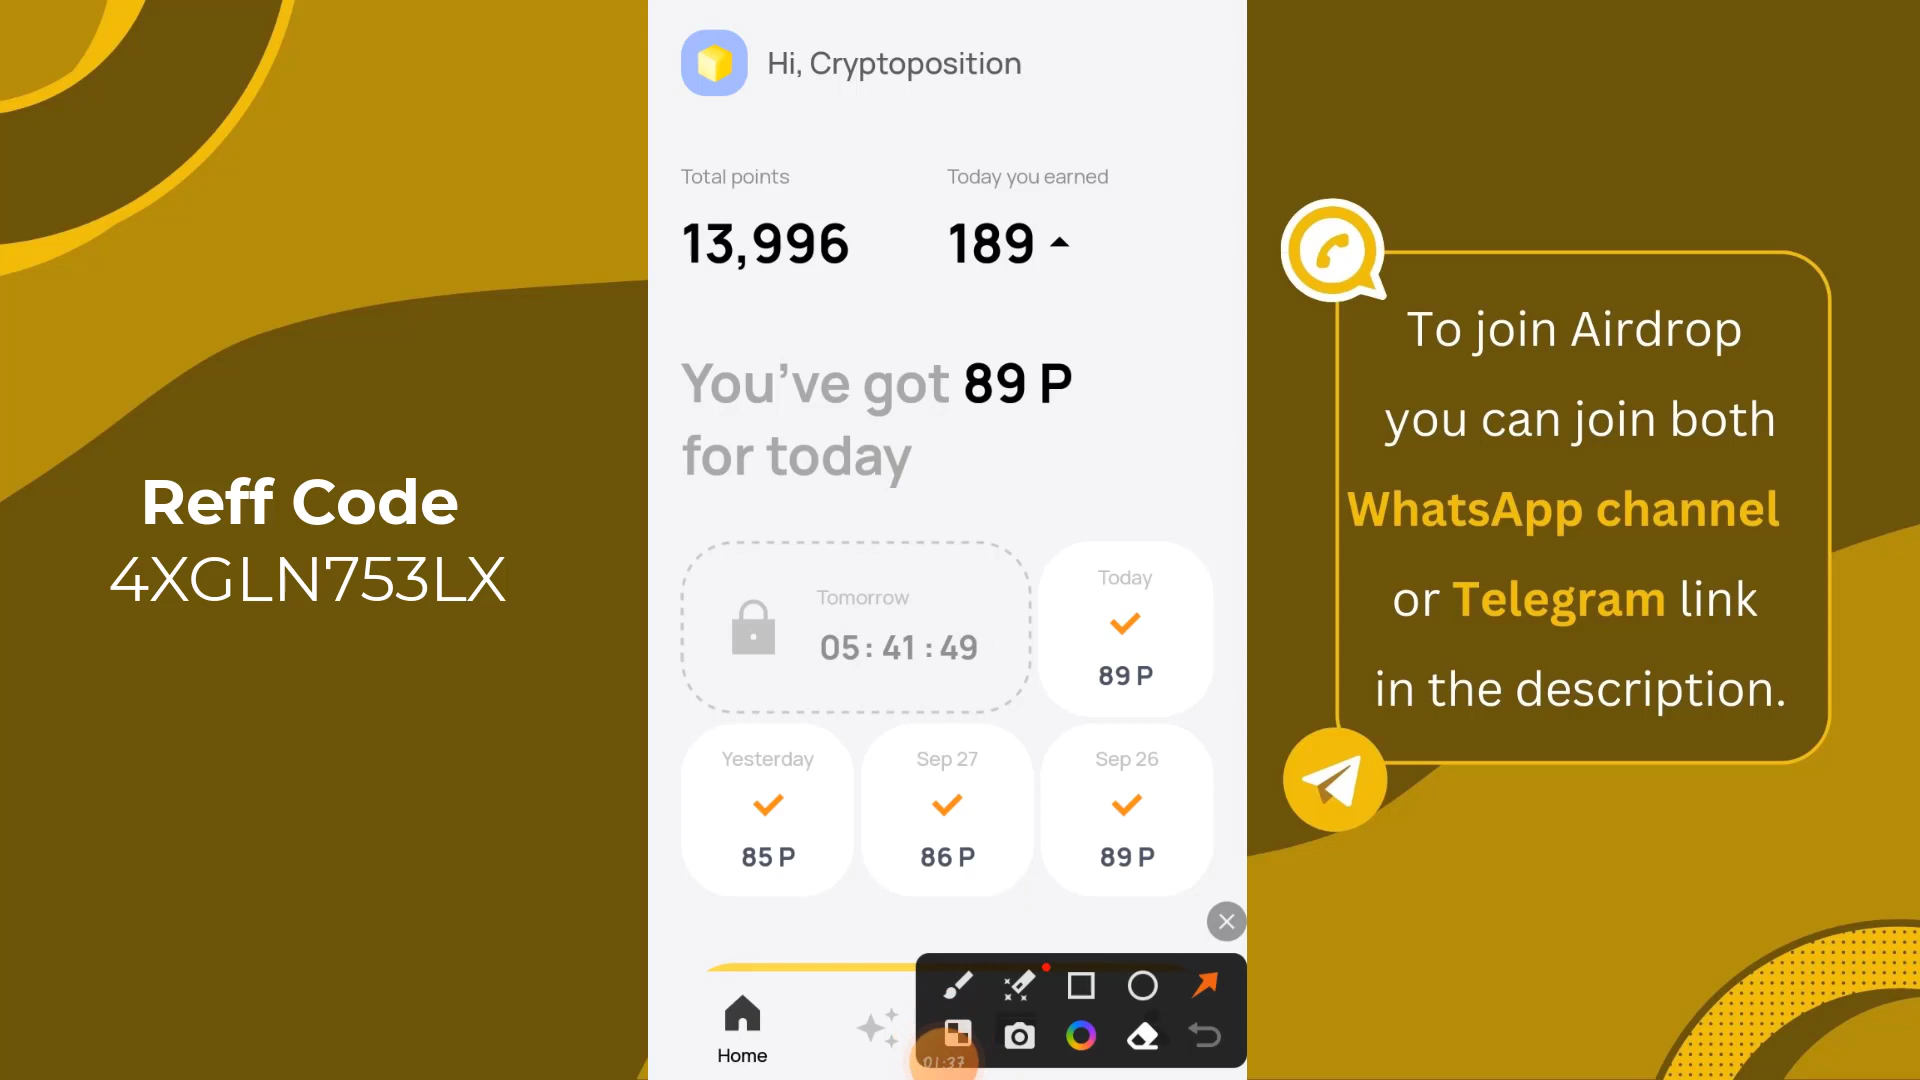 Reff Code
4XGLN753LX
Hi, Cryptoposition
Total points
Today you earned
13,996
189
You've got 89 P
for today
Tomorrow
05: 41 : 49
Today
89 P
Yesterday
Sep 27
Sep 26
85 P
86 P
89 P
Home
01:37
To join Airdrop
you can join both
WhatsApp channel
or Telegram link
in the description.